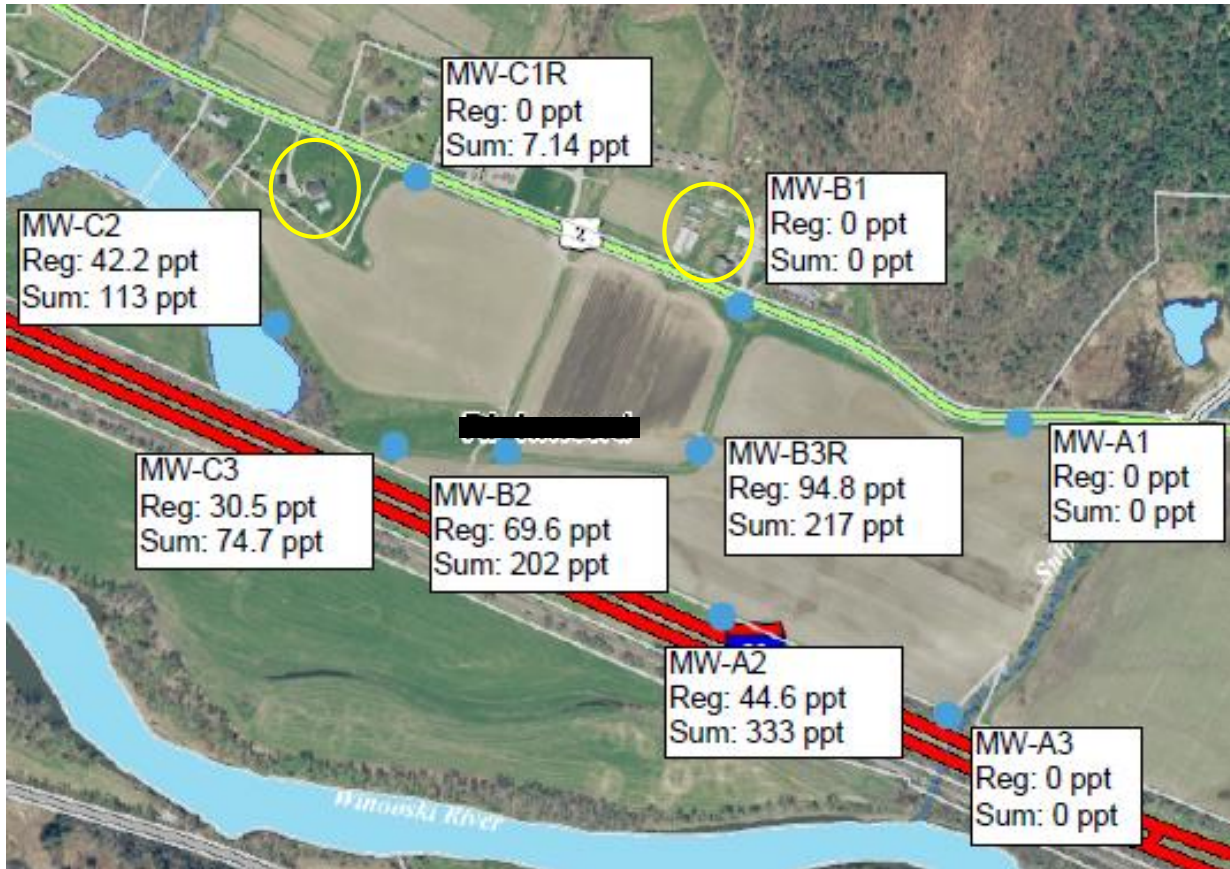 MW-C1R
Reg: 0 ppt
Sum: 7.14 ppt
MW-B1
Reg: 0 ppt
Sum: 0 ppt
MW-C2
Reg: 42.2 ppt
Sum: 113 ppt
2
MW-C3
Reg: 30.5 ppt
Sum: 74.7 ppt
MW-B2
Reg: 69.6 ppt
Sum: 202 ppt
MW-B3R
Reg: 94.8 ppt
Sum: 217 ppt
MW-A1
Reg: 0 ppt
Sum: 0 ppt
MW-A2
Reg: 44.6 ppt
Sum: 333 ppt
MW-A3
Reg: 0 ppt
Sum: 0 ppt
Winooski River